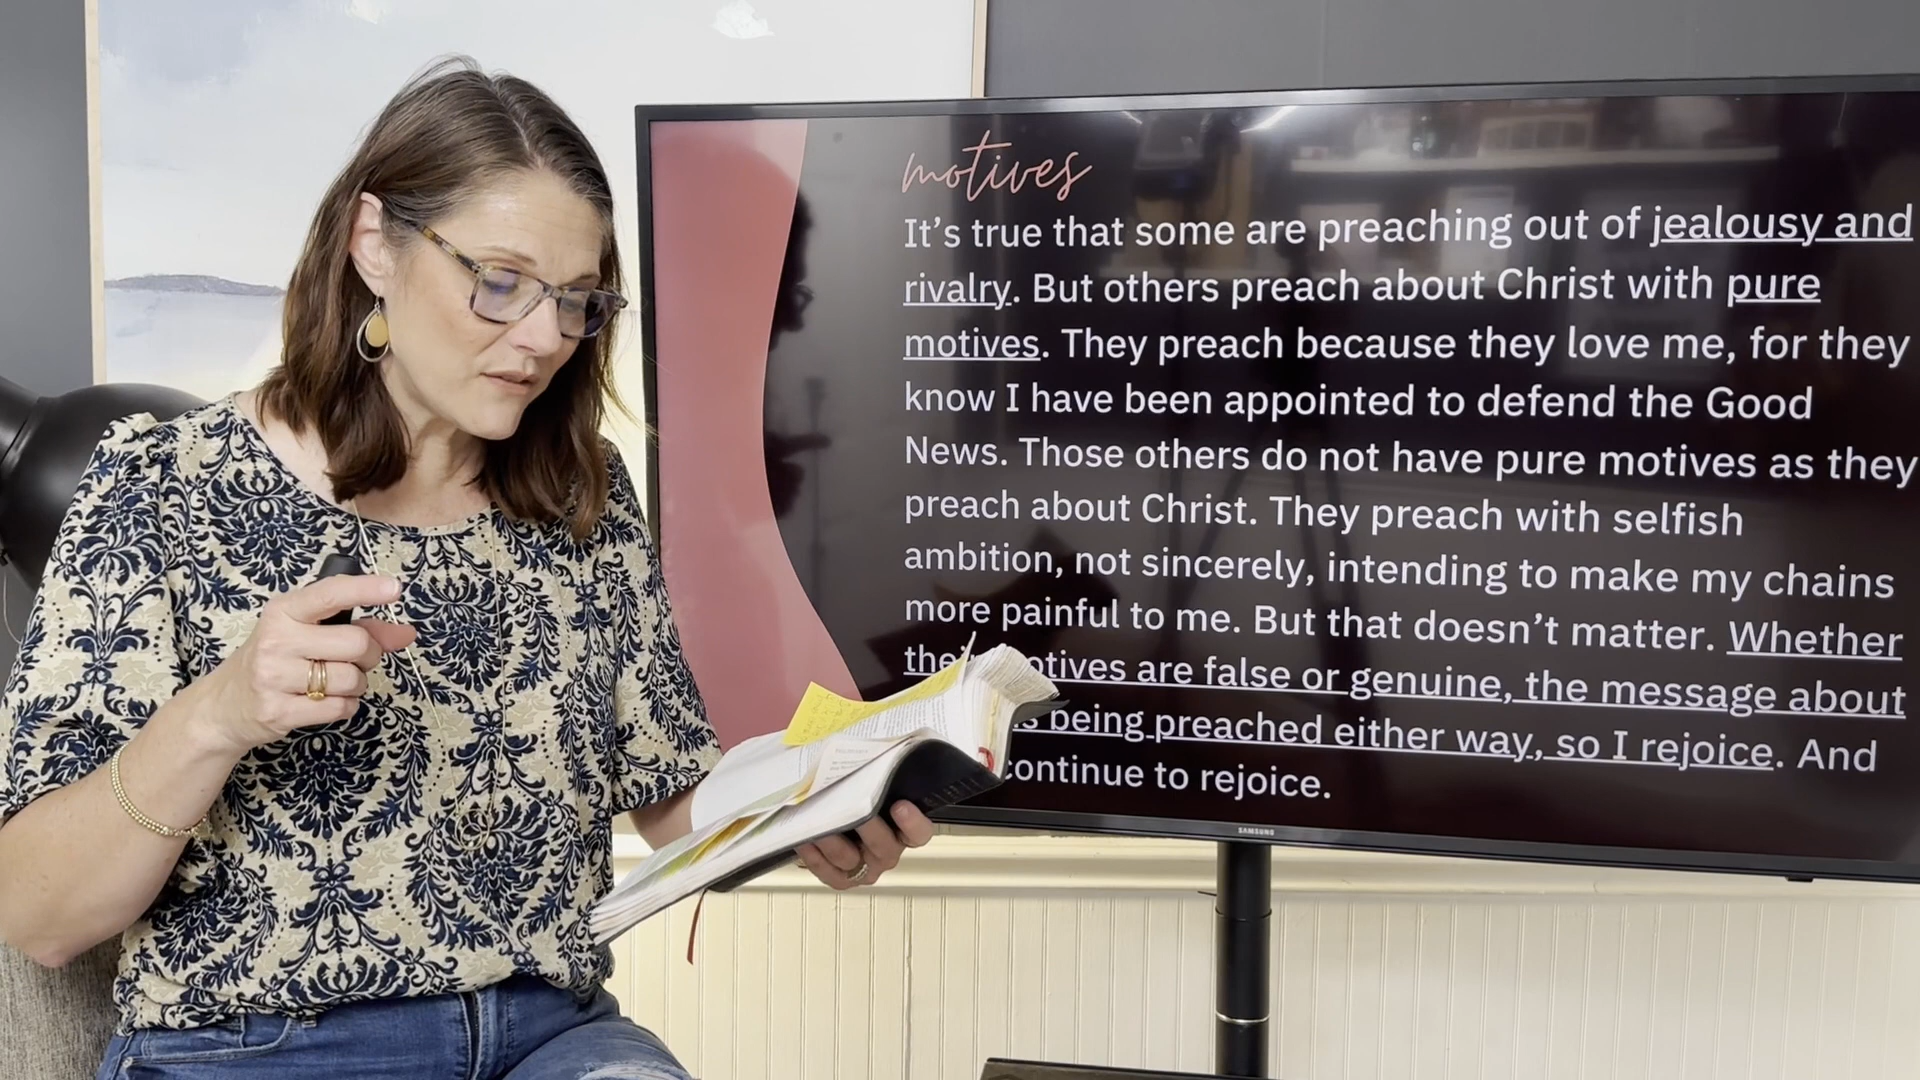 motives
It's true that some are preaching out of jealousy and
rivalry. But others preach about Christ with pure
motives. They preach because they love me, for they
know I have been appointed to defend the Good
News. Those others do not have pure motives as they
preach about Christ. They preach with selfish
ambition, not sincerely, intending to make my chains
more painful to me. But that doesn't matter. Whether
are false or genuine, the message about
being preached either way, so I rejoice. And
continue to rejoice.
SAMSUNG